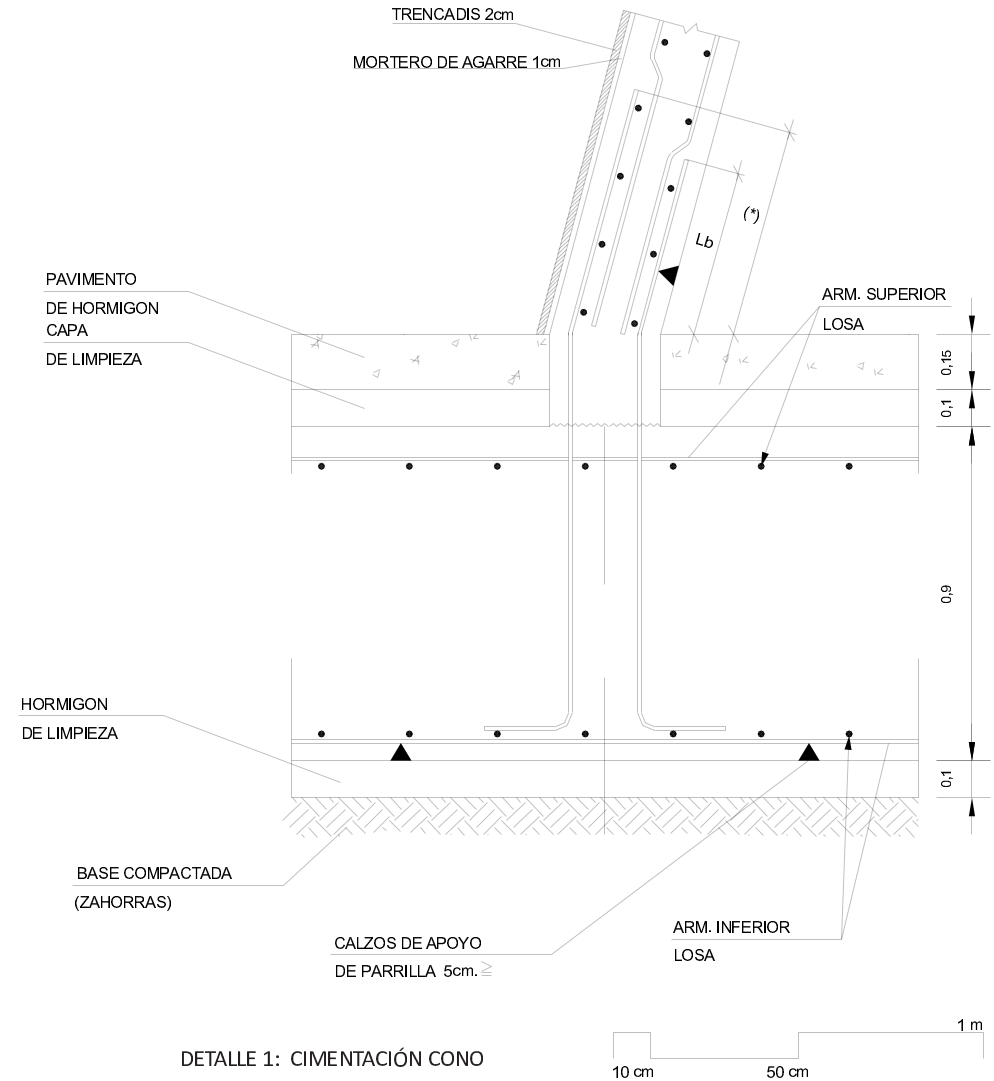 TRENCADIS 2cm
MORTERO DE AGARRE 1cm
(*)
Lb
PAVIMENTO
DE HORMIGON
CAPA
DE LIMPIEZA
ARM. SUPERIOR
LOSA
0,15
0,1
0,9
HORMIGON
DE LIMPIEZA
0,1
BASE COMPACTADA
(ZAHORRAS)
CALZOS DE APOYO
DE PARRILLA 5cm. ≧
ARM. INFERIOR
LOSA
DETALLE 1: CIMENTACIÓN CONO
1 m
10 cm
50 cm